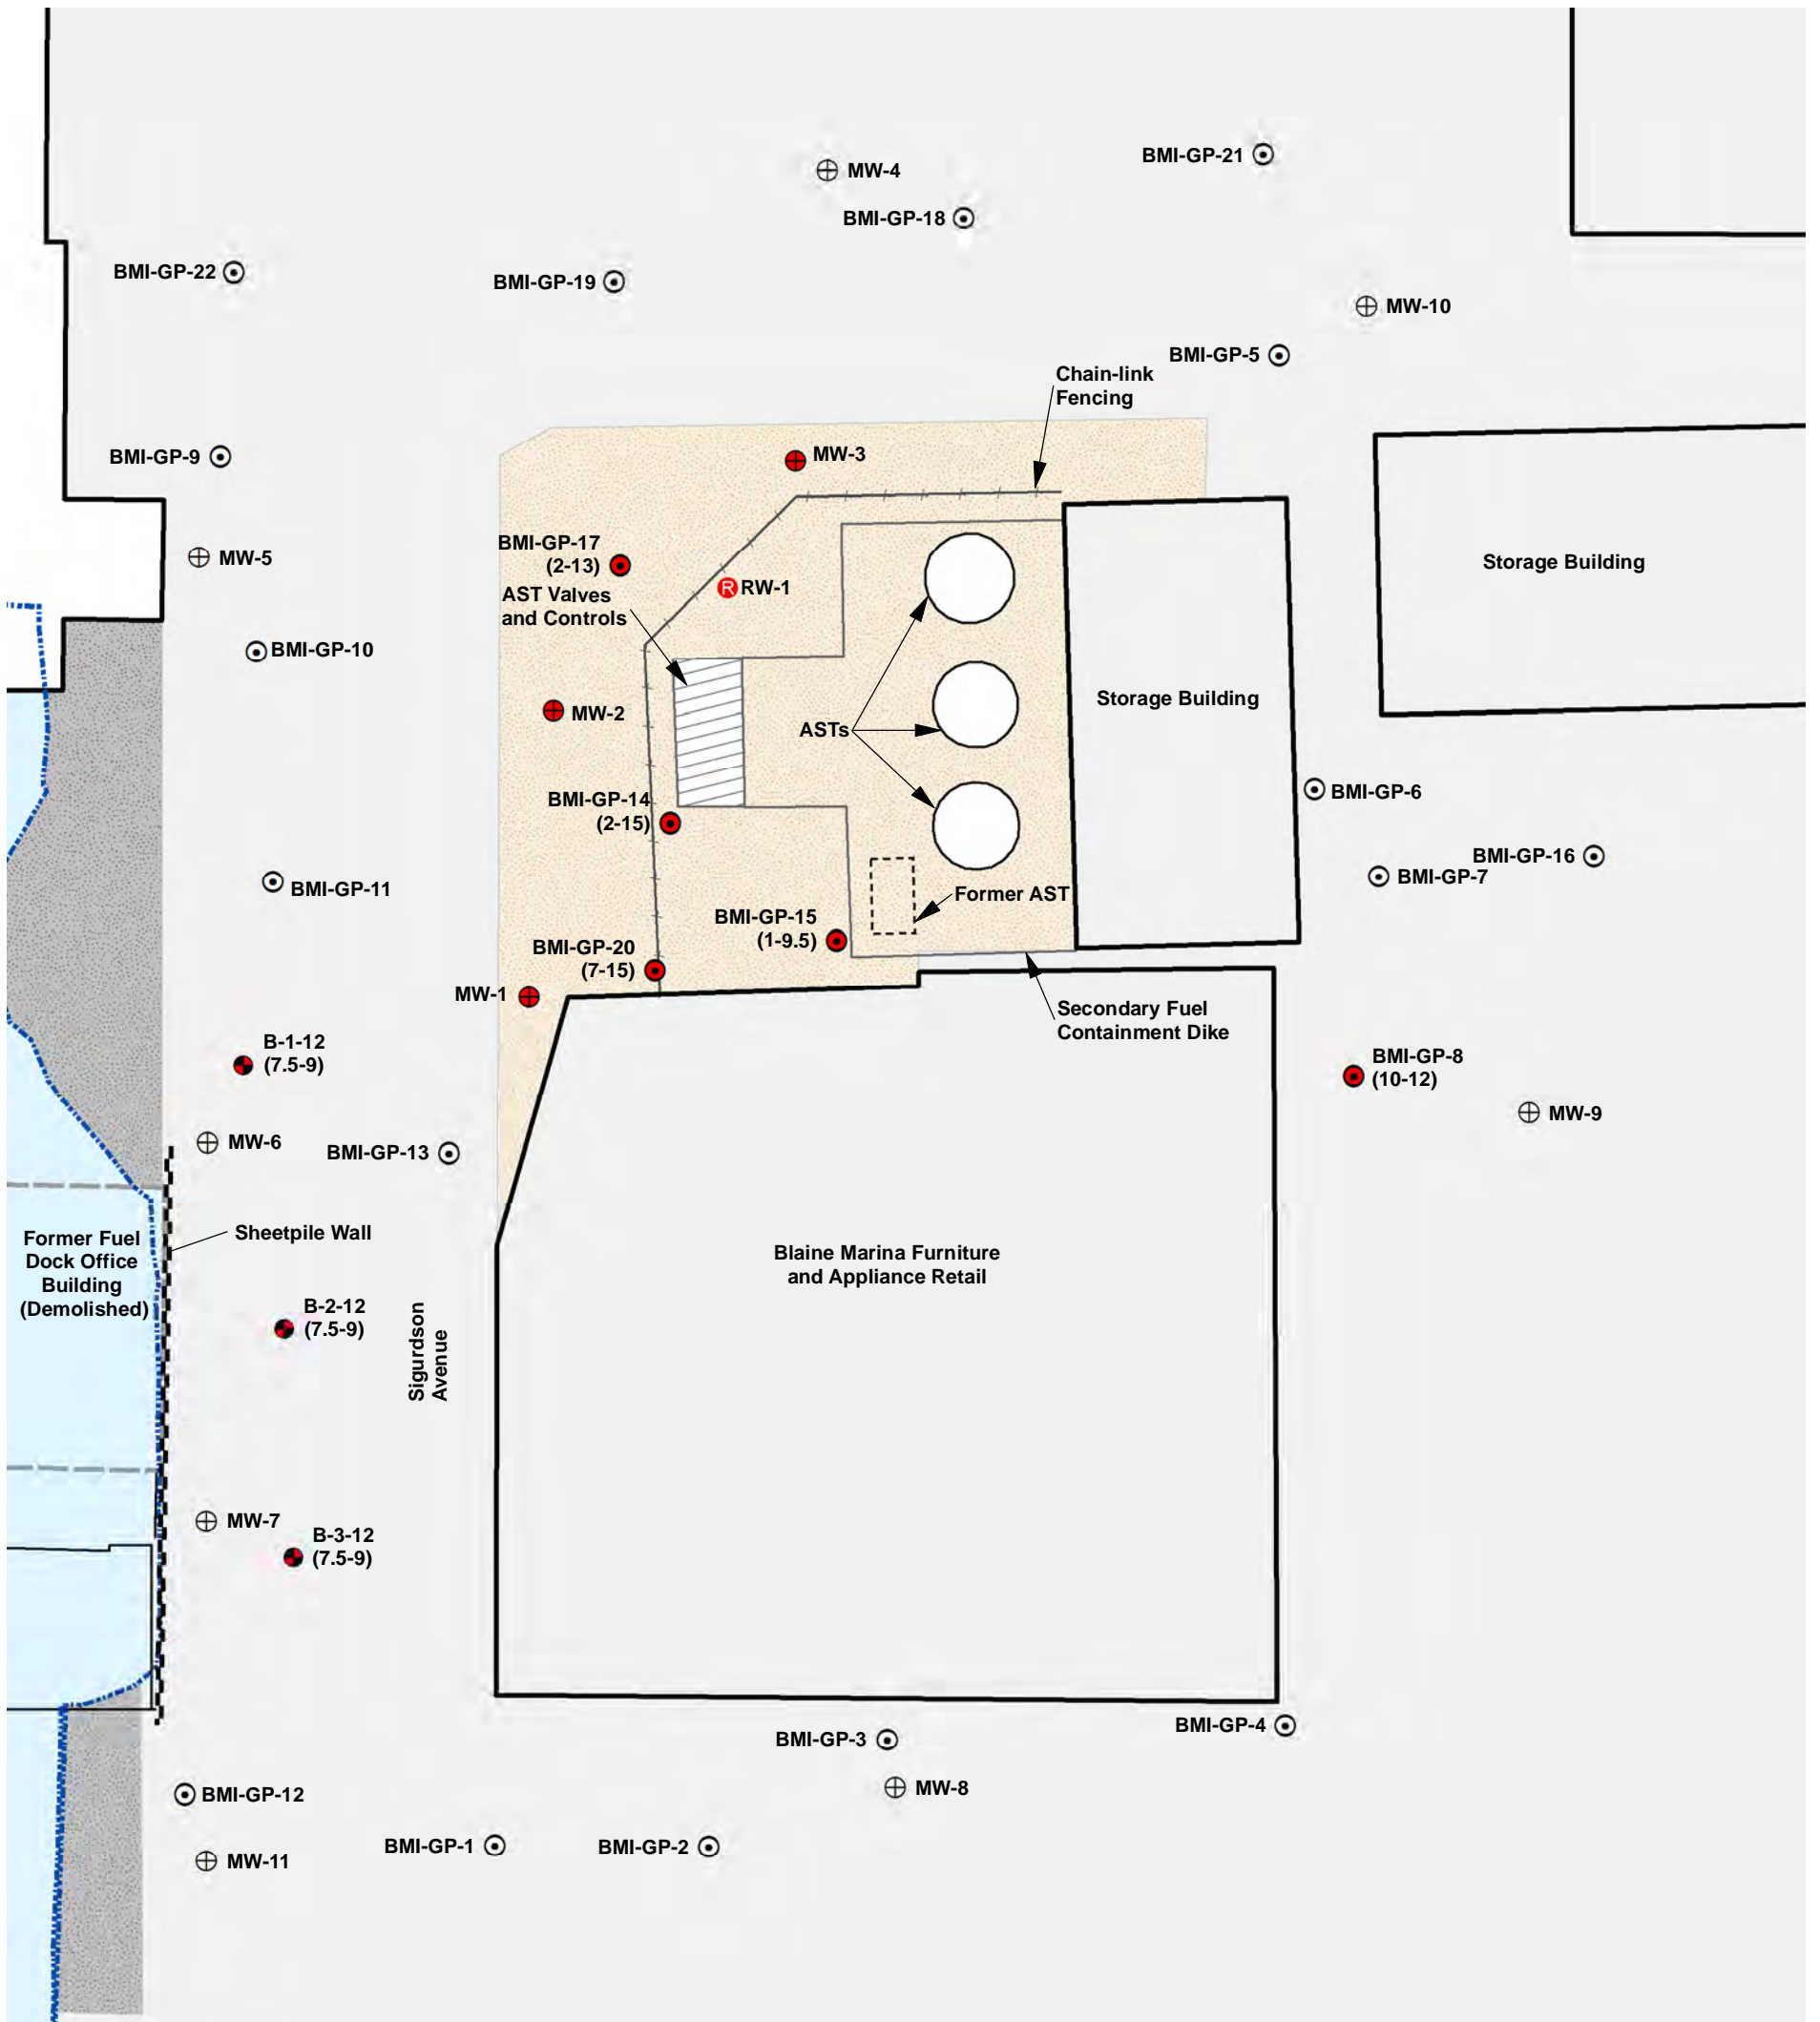 BMI-GP-21
MW-4
BMI-GP-18
BMI-GP-22
BMI-GP-19
MW-10
BMI-GP-5
Chain-link
Fencing
BMI-GP-9
MW-3
MW-5
BMI-GP-17
(2-13)
Storage Building
R RW-1
AST Valves
and Controls
BMI-GP-10
Storage Building
MW-2
ASTs
BMI-GP-6
BMI-GP-14
(2-15)
BMI-GP-16
BMI-GP-7
BMI-GP-11
Former AST
BMI-GP-15
(1-9.5)
BMI-GP-20
(7-15)
MW-1
Secondary Fuel
Containment Dike
B-1-12
(7.5-9)
BMI-GP-8
(10-12)
MW-9
MW-6
BMI-GP-13
Sheetpile Wall
Former Fuel
Dock Office
Building
(Demolished)
Blaine Marina Furniture
and Appliance Retail
B-2-12
(7.5-9)
Sigurdson
Avenue
MW-7
B-3-12
(7.5-9)
BMI-GP-4
BMI-GP-3
MW-8
BMI-GP-12
BMI-GP-1
BMI-GP-2
MW-11